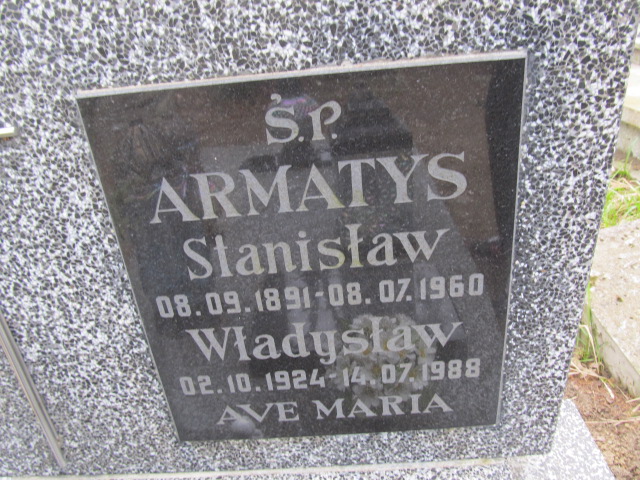 Ś.P.
ARMATYS
Stanisław
08.09.1891-08.07.1960
Władysław
02.10.1924-14.07.1988
AVE MARIA